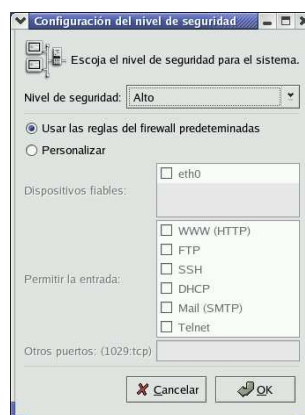 Configuración del nivel de seguridad
Escoja el nivel de seguridad para el sistema.
Nivel de seguridad: Alto
Usar las reglas del firewall predeterminadas
Personalizar
Dispositivos fiables:
eth0
Permitir la entrada:
WWW (HTTP)
FTP
SSH
DHCP
Mail (SMTP)
Telnet
Otros puertos: (1029:tcp)
Cancelar
OK